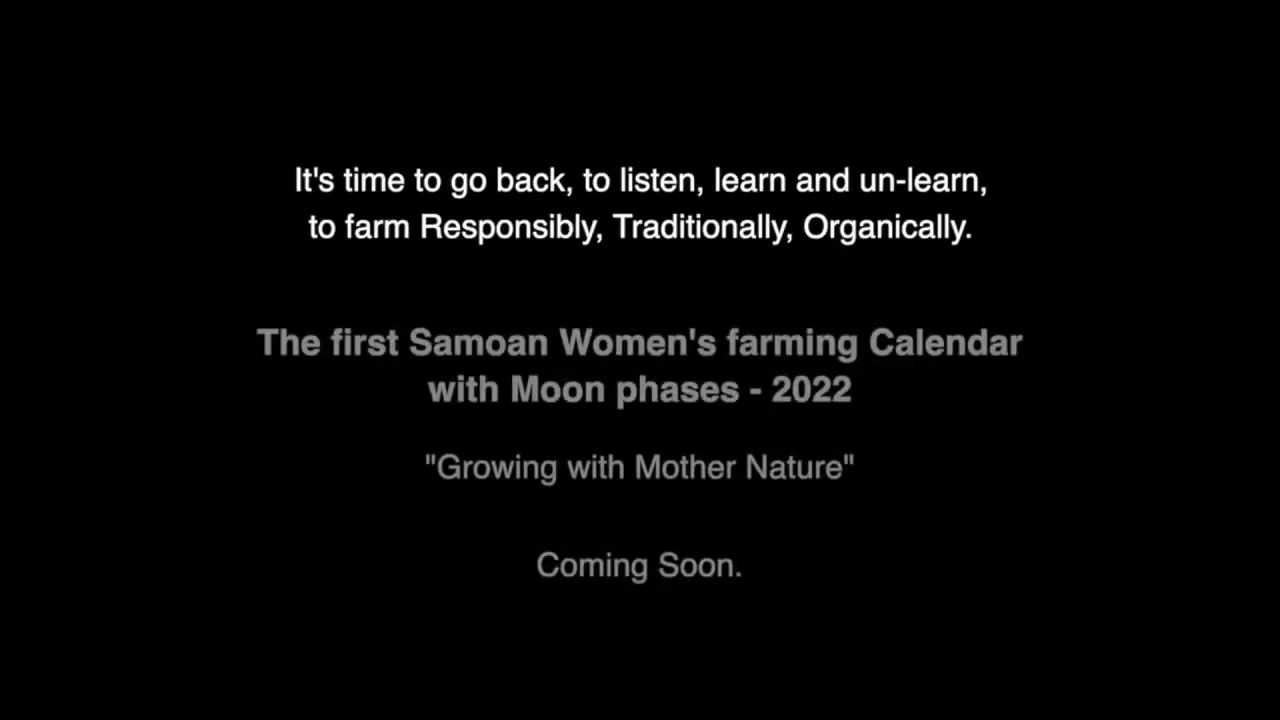 It's time to go back, to listen, learn and un-learn,
to farm Responsibly, Traditionally, Organically.
The first Samoan Women's farming Calendar
with Moon phases - 2022
"Growing with Mother Nature"
Coming Soon.